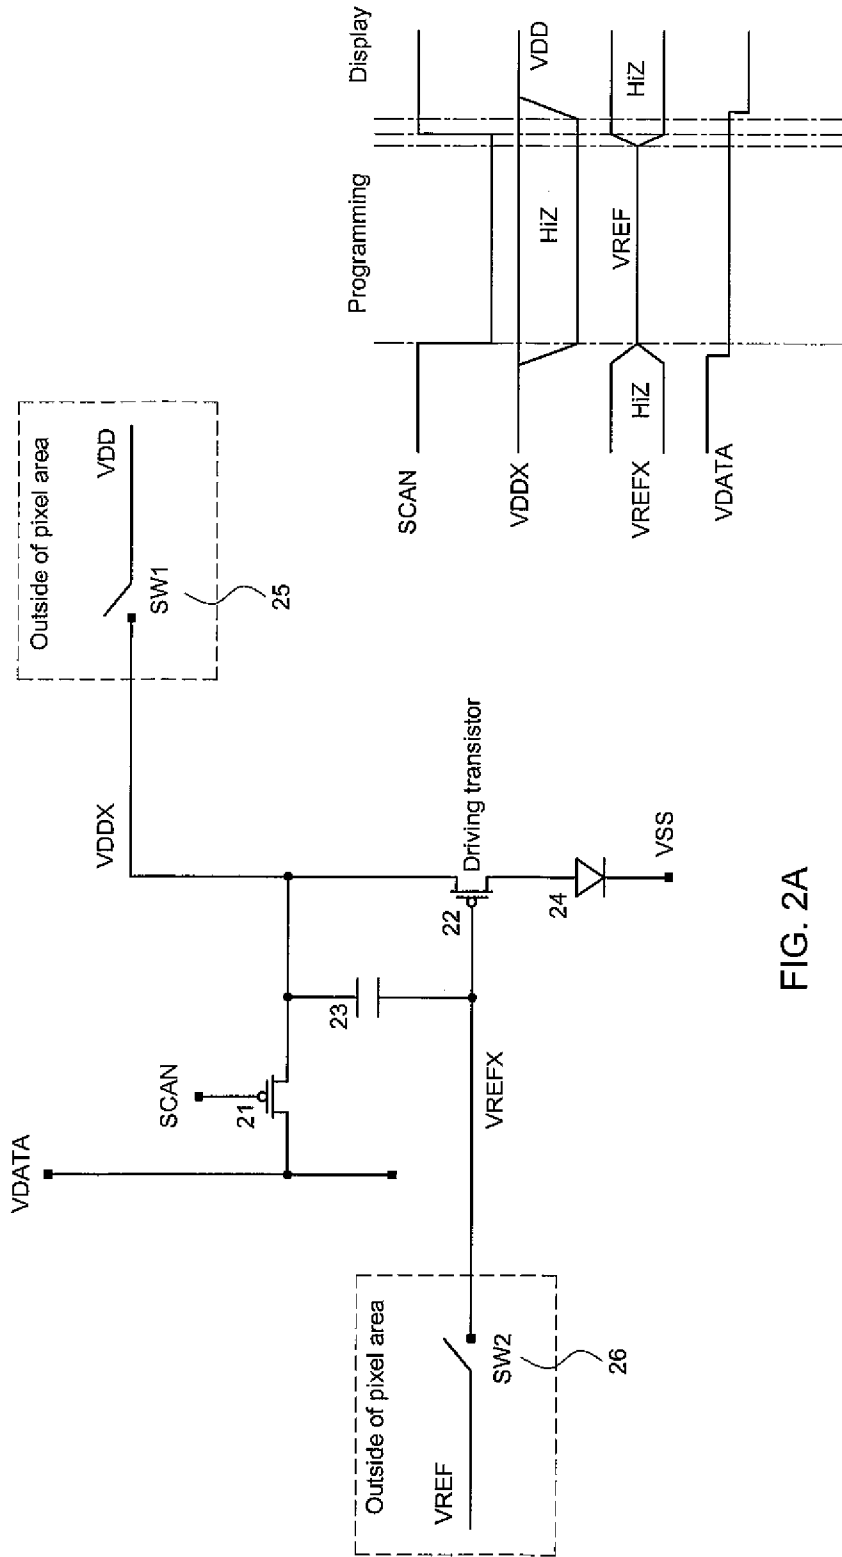 Outside of pixel area
VREF
SW2
26
VREFX
VDATA
SCAN
21
23
22
Driving transistor
24
VSS
VDDX
Outside of pixel area
SW1
VDD
25
Programming
Display
SCAN
VDDX
HiZ
VDD
VREFX
HiZ
VREF
HiZ
VDATA
FIG. 2A